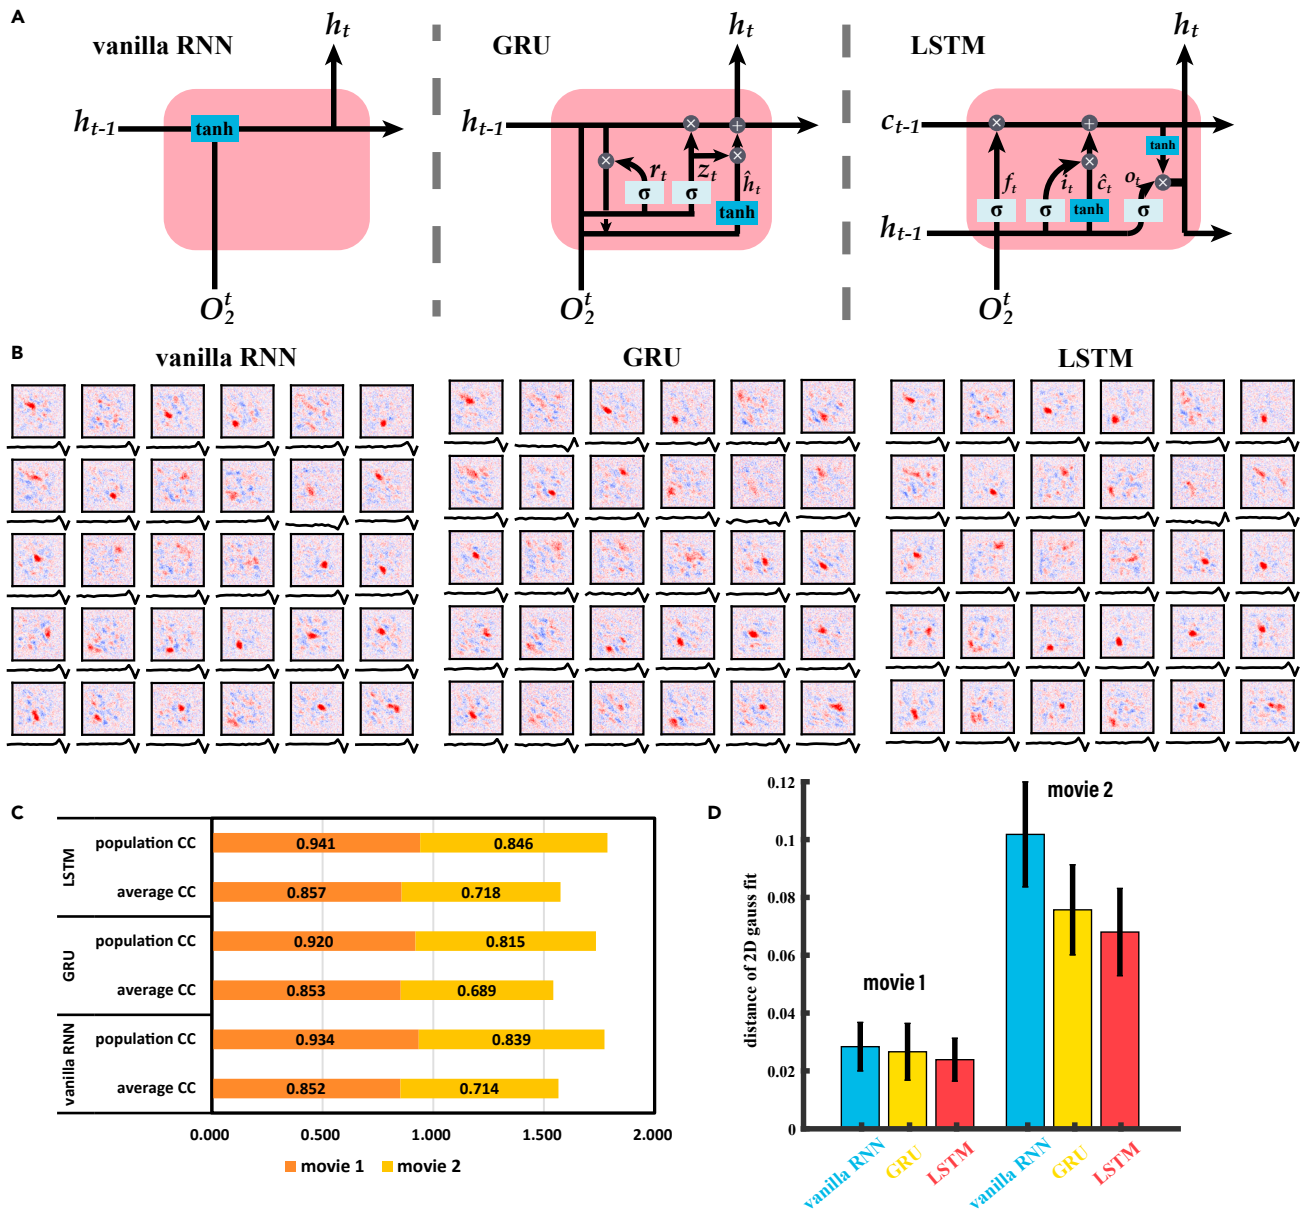 A
vanilla RNN
h_t
h_{t-1}
tanh
O_2^t
GRU
h_t
h_{t-1}
r_t
z_t
ĥ_t
σ
σ
tanh
O_2^t
LSTM
h_t
c_{t-1}
tanh
f_t
i_t
ĉ_t
o_t
σ
σ
tanh
σ
h_{t-1}
O_2^t
B
vanilla RNN
GRU
LSTM
C
LSTM
population CC
0.941
0.846
average CC
0.857
0.718
GRU
population CC
0.920
0.815
average CC
0.853
0.689
vanilla RNN
population CC
0.934
0.839
average CC
0.852
0.714
0.000 0.500 1.000 1.500 2.000
movie 1 movie 2
D
distance of 2D gauss fit
0.12
0.1
0.08
0.06
0.04
0.02
0
movie 1
movie 2
vanilla RNN
GRU
LSTM
vanilla RNN
GRU
LSTM